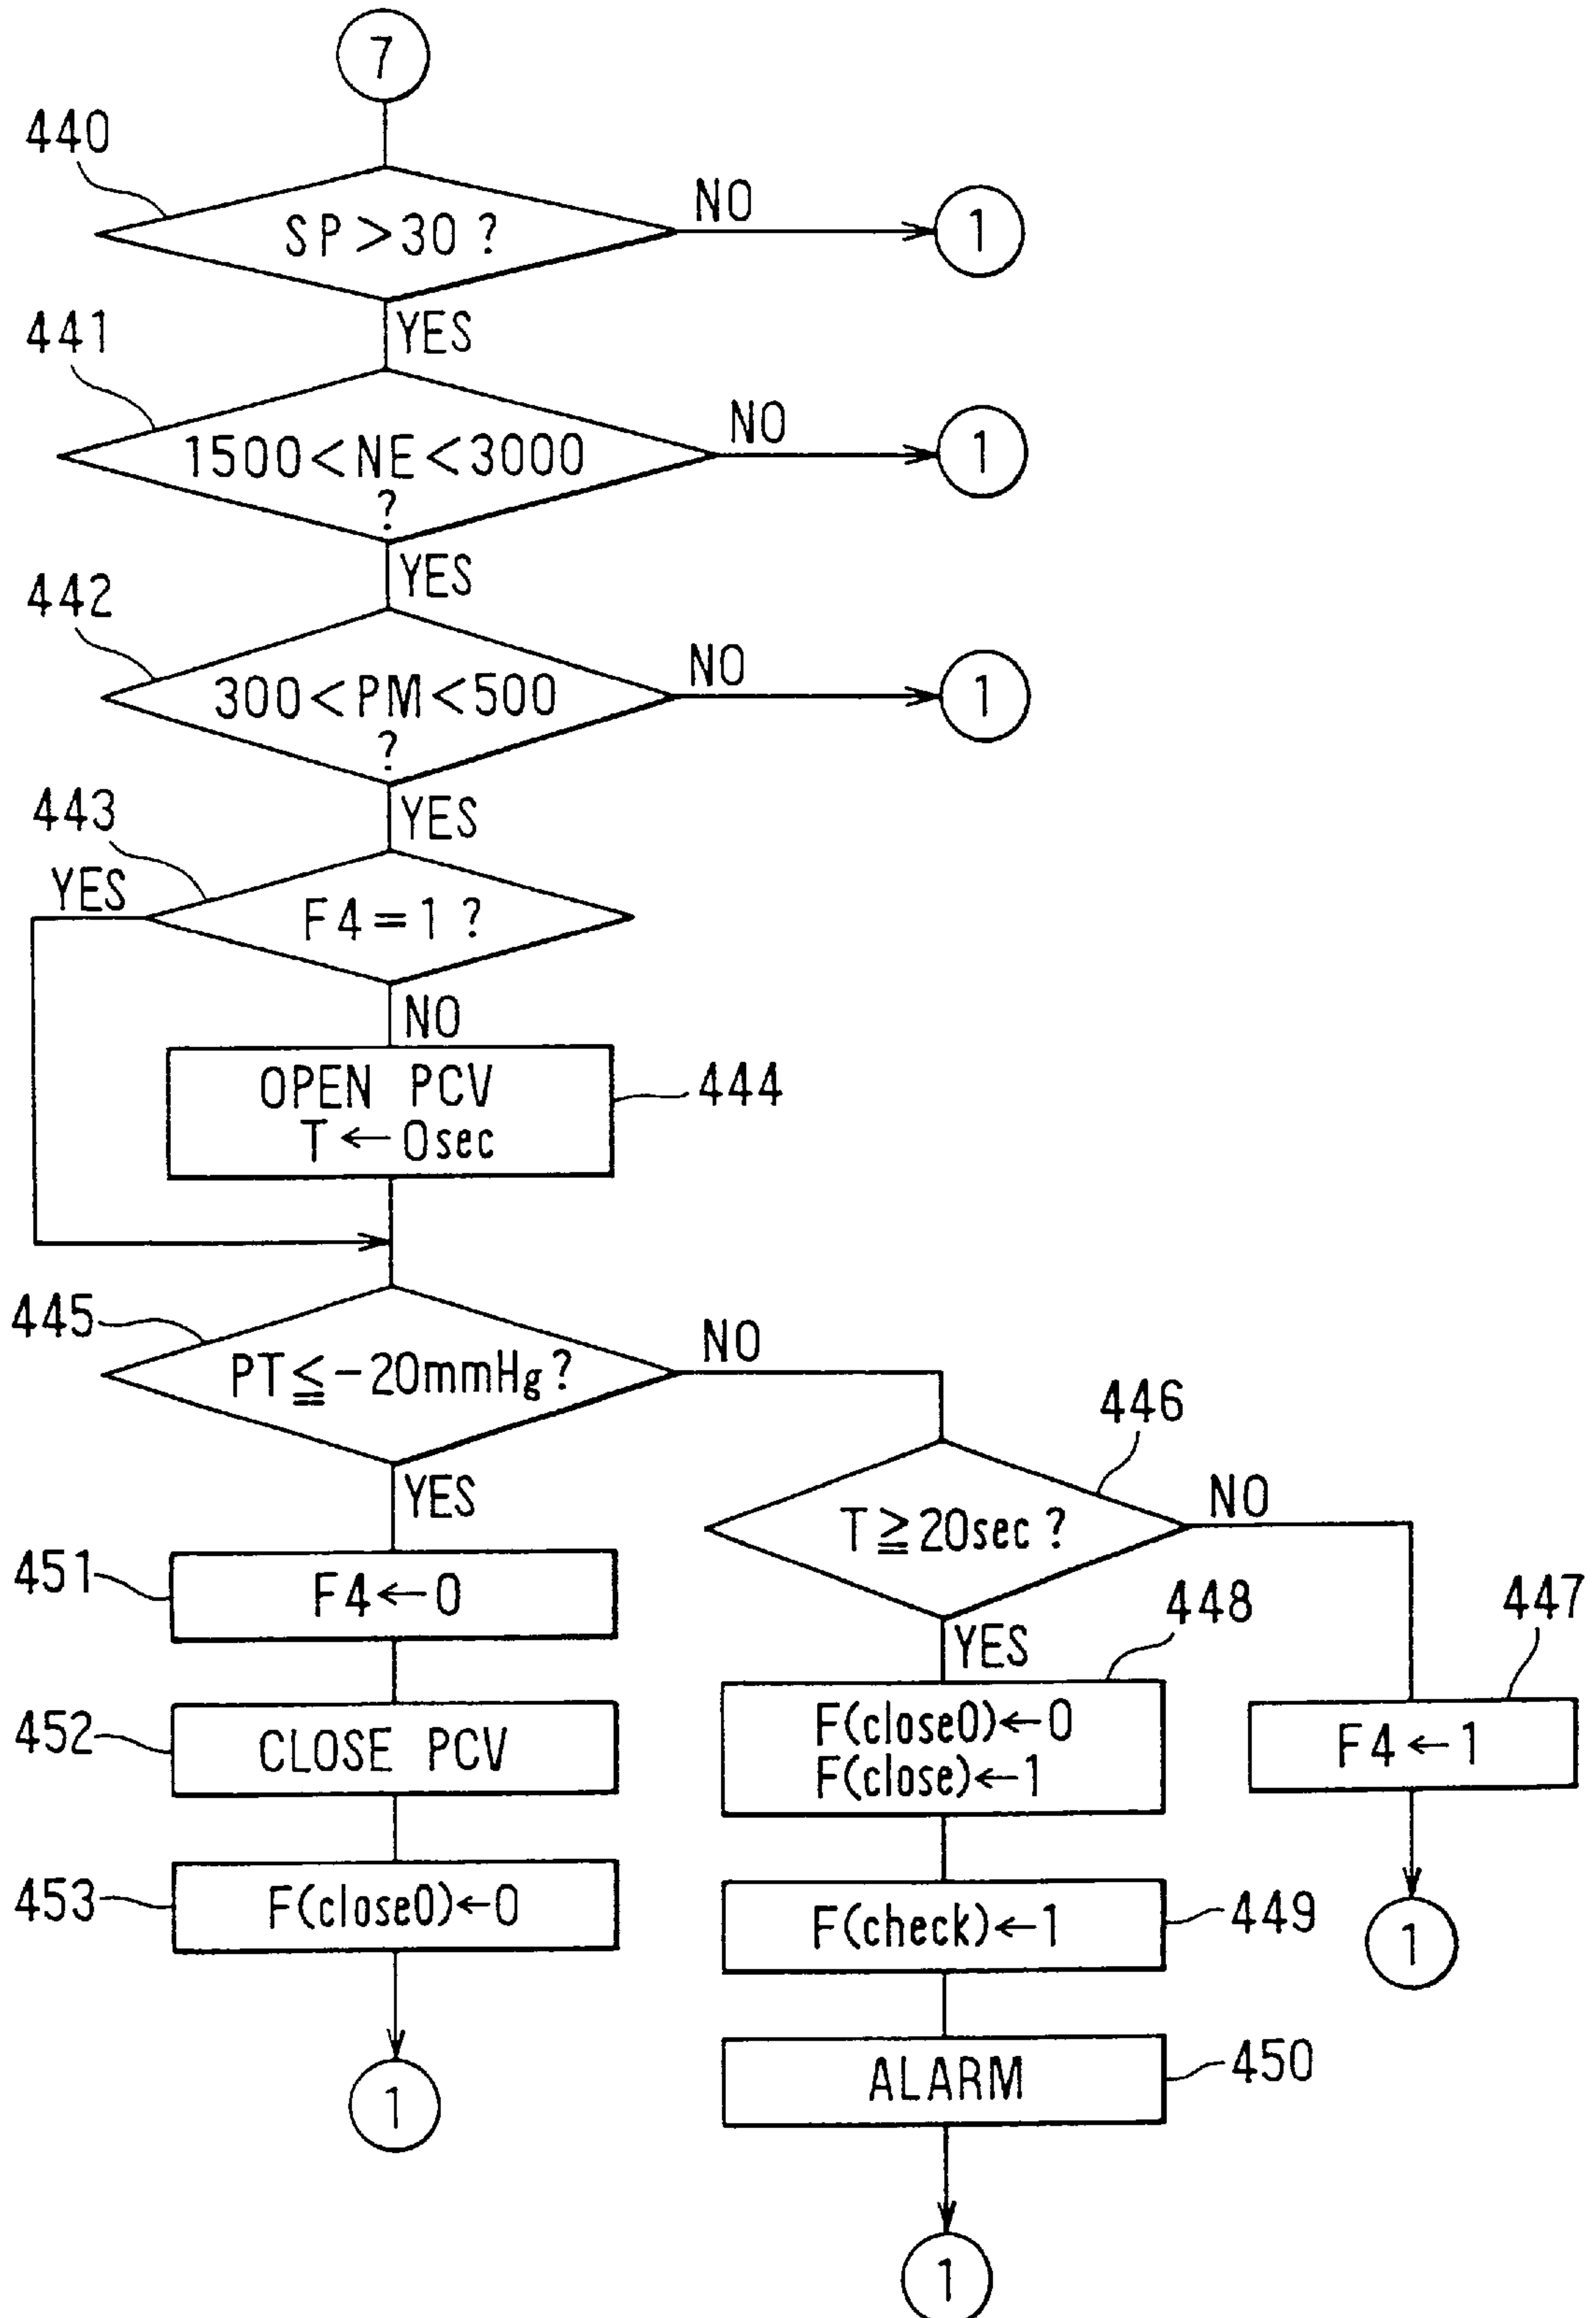 7
440
SP>30 ?
NO
1
YES
441
1500<NE<3000
?
NO
1
YES
442
300<PM<500
?
NO
1
YES
443
YES
F4=1 ?
NO
OPEN PCV
T←0sec
444
445
PT≦-20mmHg?
NO
YES
446
T≧20sec?
NO
YES
451
F4←0
448
F(close0)←0
F(close)←1
447
F4←1
1
452
CLOSE PCV
453
F(close0)←0
1
F(check)←1
449
ALARM
450
1